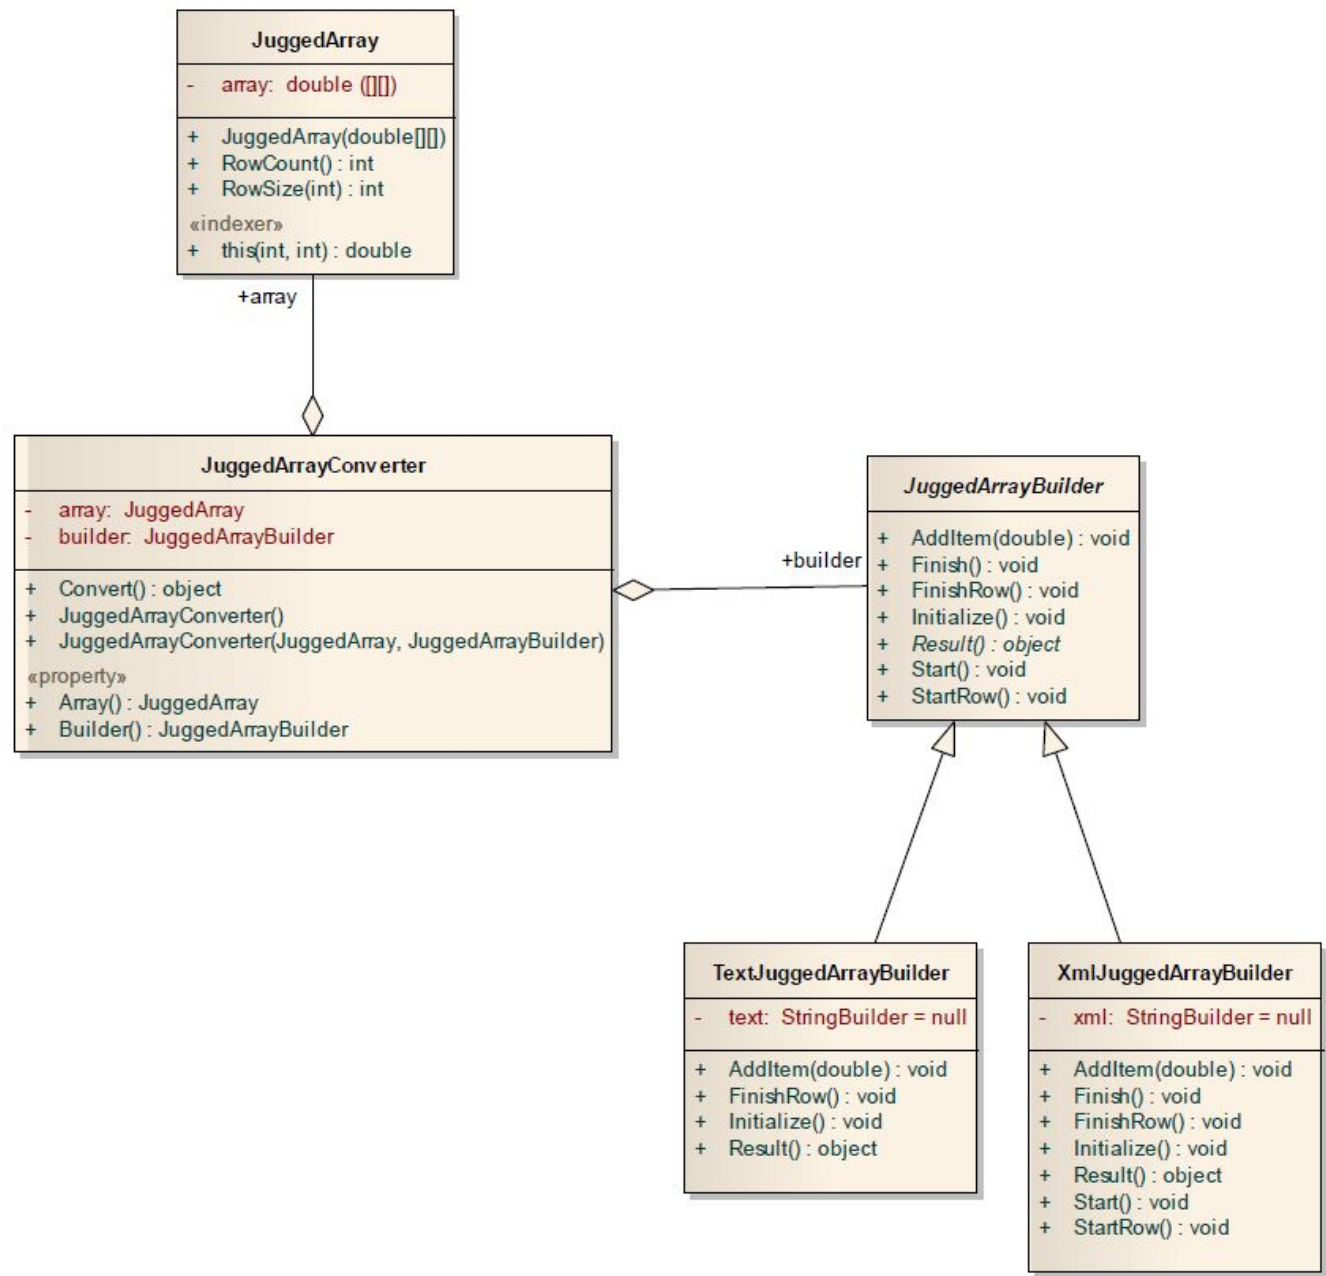 JuggedArray
- array: double ([][])
+ JuggedArray(double[][])
+ RowCount() : int
+ RowSize(int) : int
«indexer»
+ this(int, int) : double
+array
JuggedArrayConverter
- array: JuggedArray
- builder: JuggedArrayBuilder
+ Convert() : object
+ JuggedArrayConverter()
+ JuggedArrayConverter(JuggedArray, JuggedArrayBuilder)
«property»
+ Array() : JuggedArray
+ Builder() : JuggedArrayBuilder
+builder
JuggedArrayBuilder
+ AddItem(double) : void
+ Finish() : void
+ FinishRow() : void
+ Initialize() : void
+ Result() : object
+ Start() : void
+ StartRow() : void
TextJuggedArrayBuilder
- text: StringBuilder = null
+ AddItem(double) : void
+ FinishRow() : void
+ Initialize() : void
+ Result() : object
XmlJuggedArrayBuilder
- xml: StringBuilder = null
+ AddItem(double) : void
+ Finish() : void
+ FinishRow() : void
+ Initialize() : void
+ Result() : object
+ Start() : void
+ StartRow() : void